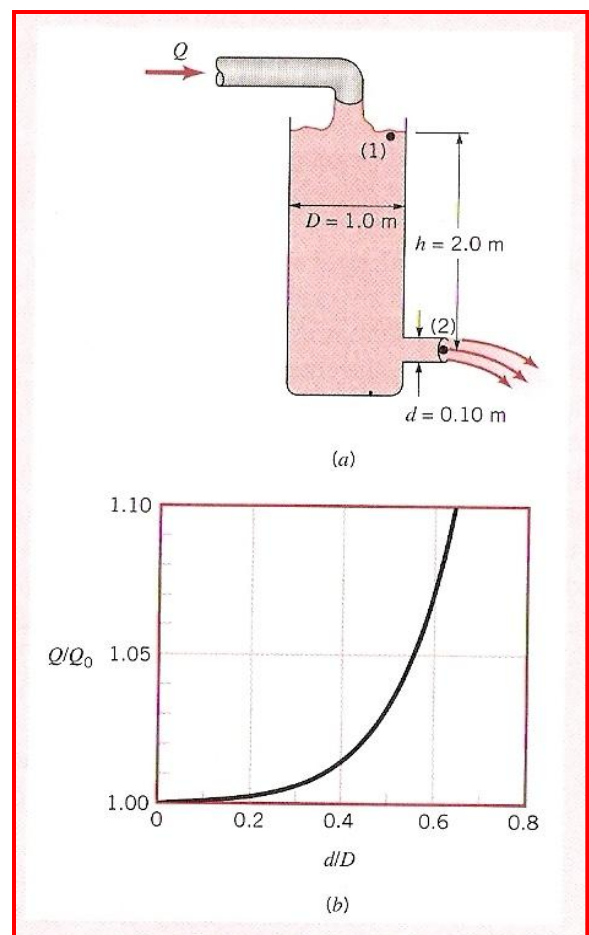 Q
(1)
D = 1.0 m
h = 2.0 m
(2)
d = 0.10 m
(a)
1.10
Q/Q₀ 1.05
1.00
0 0.2 0.4 0.6 0.8
d/D
(b)